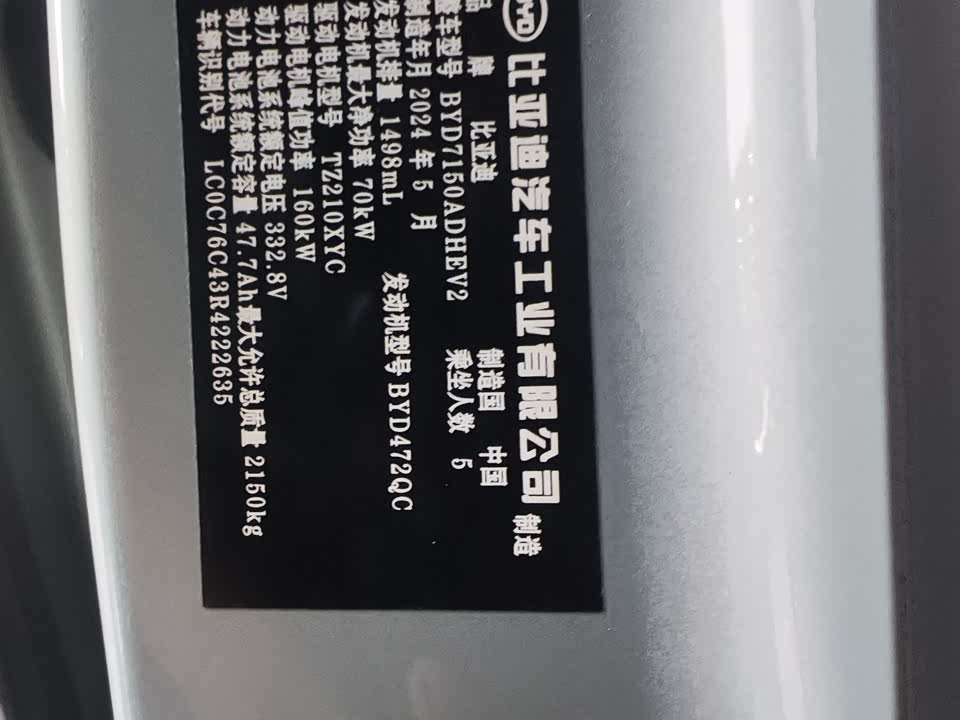 BYD 比亚迪汽车工业有限公司 制造
品 牌 比亚迪 制造国 中国
整车型号 BYD7150ADHEV2 乘坐人数 5
制造年月 2024 年 5 月
发动机排量 1498mL 发动机型号 BYD472QC
发动机最大净功率 70kW
驱动电机型号 TZ210XYC
驱动电机峰值功率 160kW
动力电池系统额定电压 332.8V
动力电池系统额定容量 47.7Ah 最大允许总质量 2150kg
车辆识别代号 LC0C76C43R4222635